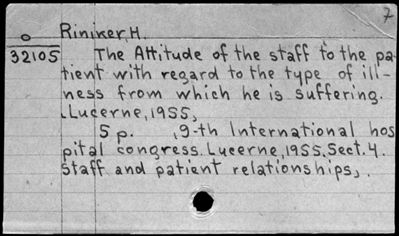 7
Riniker, H.
0
32105
The Attitude of the staff to the pa-
tient with regard to the type of ill-
ness from which he is suffering.
Lucerne, 1955,
5 p. , 9-th International hos
pital congress. Lucerne, 1955. Sect. 4.
Staff and patient relationships,.